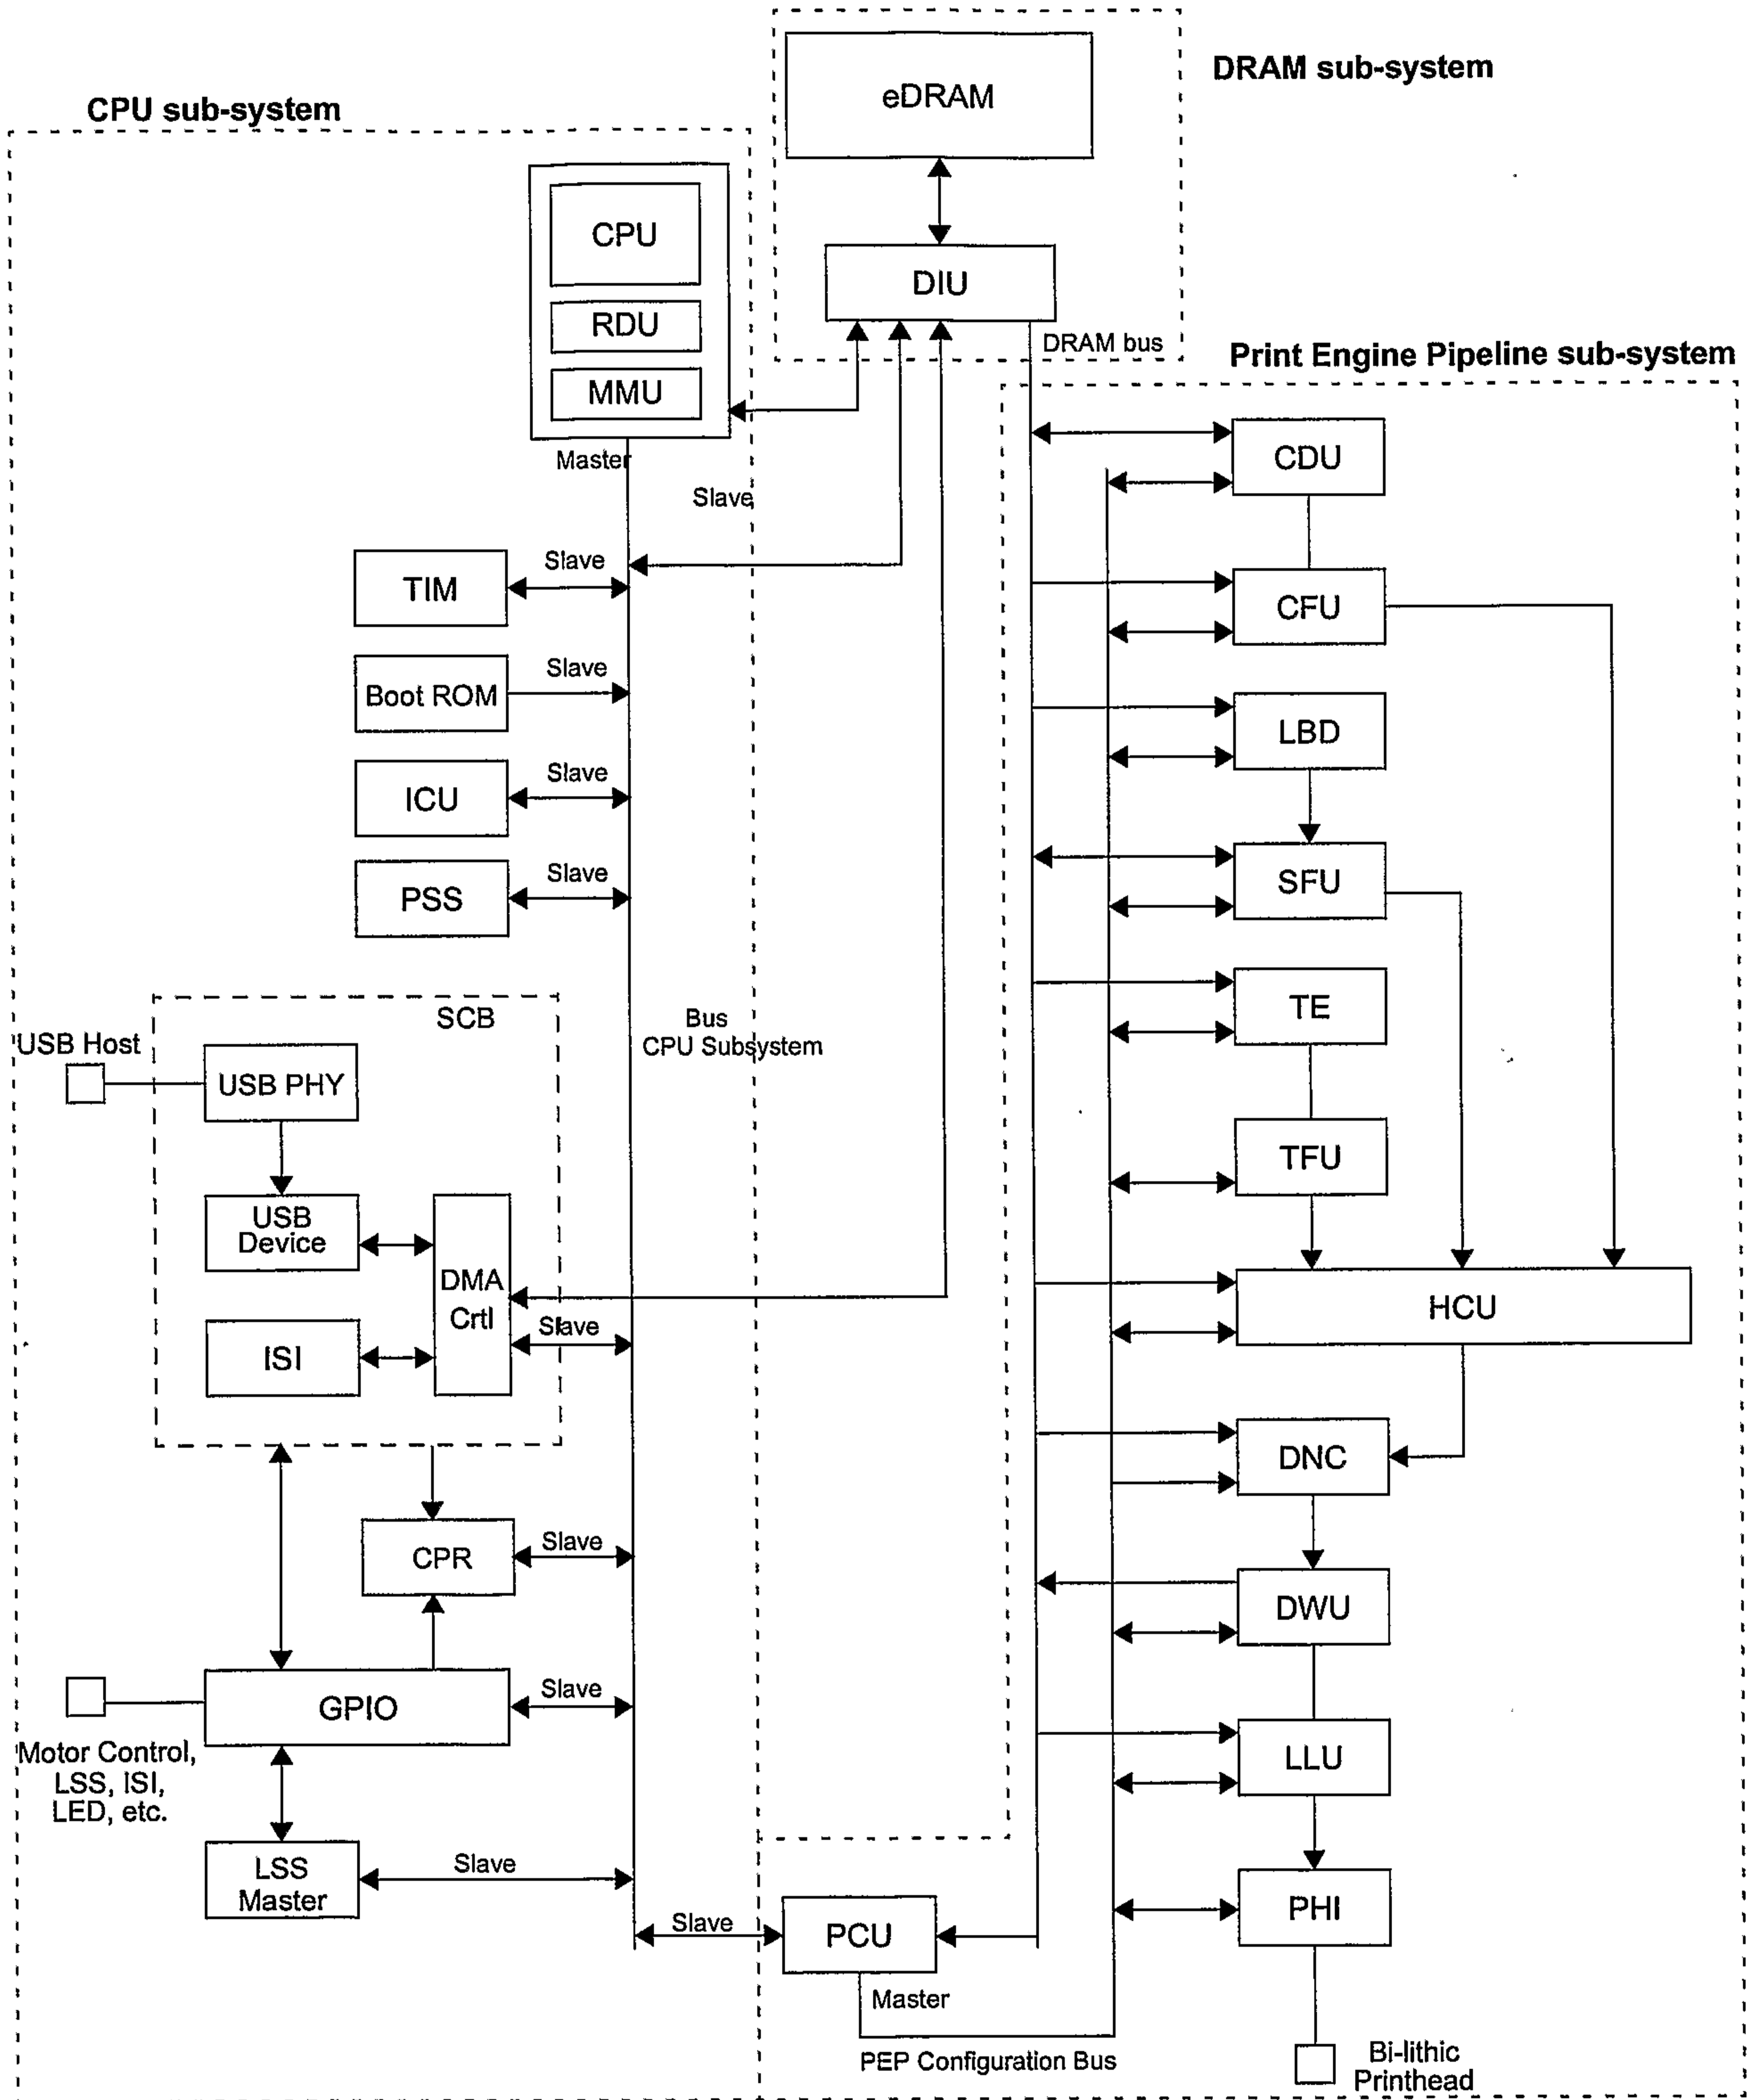 DRAM sub-system
CPU sub-system
eDRAM
CPU
DIU
RDU
DRAM bus
Print Engine Pipeline sub-system
MMU
CDU
Master
Slave
Slave
TIM
CFU
Slave
Boot ROM
LBD
Slave
ICU
Slave
PSS
SFU
SCB
TE
Bus
CPU Subsystem
USB Host
USB PHY
TFU
USB
Device
DMA
Crtl
HCU
Slave
ISI
DNC
Slave
CPR
DWU
Slave
GPIO
Motor Control,
LSS, ISI,
LED, etc.
LLU
LSS
Master
Slave
Slave
PCU
PHI
Master
PEP Configuration Bus
Bi-lithic
Printhead